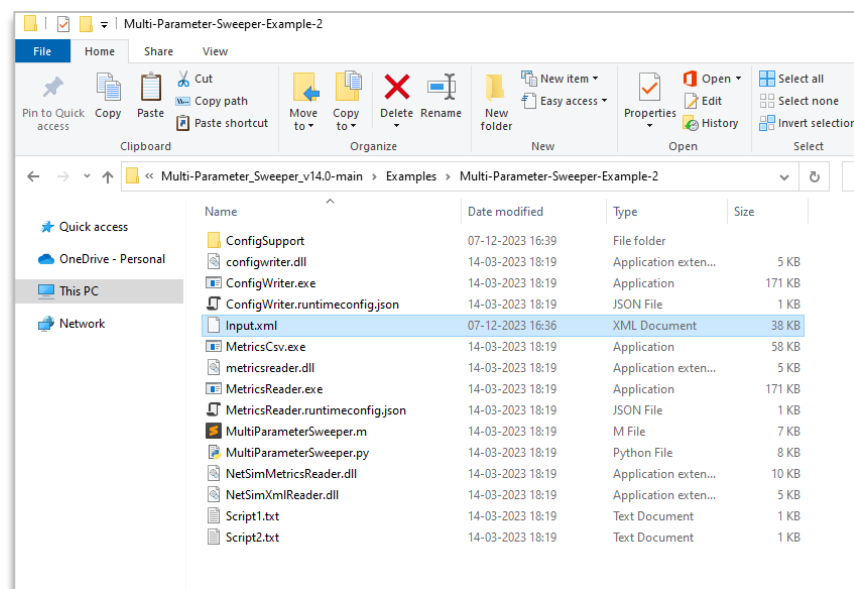 Multi-Parameter-Sweeper-Example-2
File Home Share View
Pin to Quick access
Copy
Paste
Cut
Copy path
Paste shortcut
Clipboard
Move to
Copy to
Delete
Rename
Organize
New folder
New item
Easy access
New
Properties
Open
Edit
History
Open
Select all
Select none
Invert selection
Select
« Multi-Parameter_Sweeper_v14.0-main > Examples > Multi-Parameter-Sweeper-Example-2
Quick access
OneDrive - Personal
This PC
Network
Name Date modified Type Size
ConfigSupport 07-12-2023 16:39 File folder
configwriter.dll 14-03-2023 18:19 Application exten... 5 KB
ConfigWriter.exe 14-03-2023 18:19 Application 171 KB
ConfigWriter.runtimeconfig.json 14-03-2023 18:19 JSON File 1 KB
Input.xml 07-12-2023 16:36 XML Document 38 KB
MetricsCsv.exe 14-03-2023 18:19 Application 58 KB
metricsreader.dll 14-03-2023 18:19 Application exten... 5 KB
MetricsReader.exe 14-03-2023 18:19 Application 171 KB
MetricsReader.runtimeconfig.json 14-03-2023 18:19 JSON File 1 KB
MultiParameterSweeper.m 14-03-2023 18:19 M File 7 KB
MultiParameterSweeper.py 14-03-2023 18:19 Python File 8 KB
NetSimMetricsReader.dll 14-03-2023 18:19 Application exten... 10 KB
NetSimXmlReader.dll 14-03-2023 18:19 Application exten... 5 KB
Script1.txt 14-03-2023 18:19 Text Document 1 KB
Script2.txt 14-03-2023 18:19 Text Document 1 KB